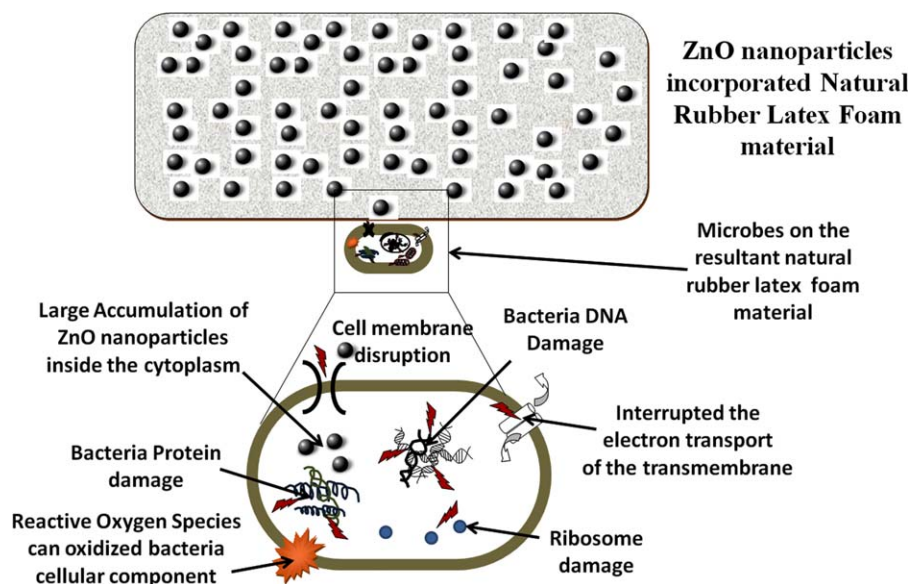 ZnO nanoparticles
incorporated Natural
Rubber Latex Foam
material
Microbes on the
resultant natural
rubber latex foam
material
Large Accumulation of
ZnO nanoparticles
inside the cytoplasm
Cell membrane
disruption
Bacteria DNA
Damage
Interrupted the
electron transport
of the transmembrane
Bacteria Protein
damage
Reactive Oxygen Species
can oxidized bacteria
cellular component
Ribosome
damage